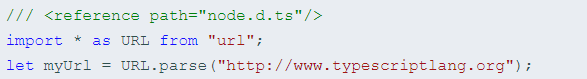 /// <reference path="node.d.ts"/>
import * as URL from "url";
let myUrl = URL.parse("http://www.typescriptlang.org");